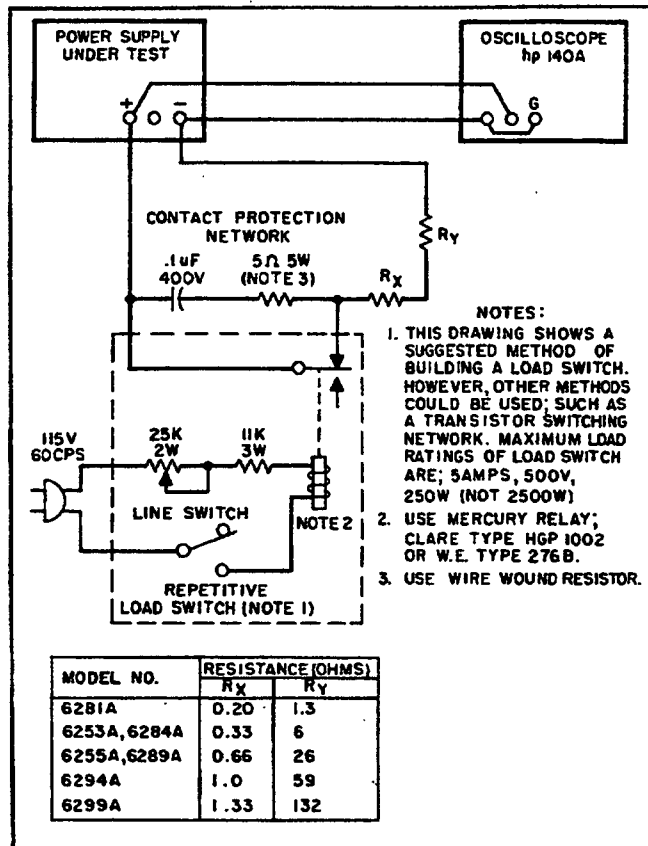 POWER SUPPLY
UNDER TEST
OSCILLOSCOPE
hp 140A
+
-
G
CONTACT PROTECTION
NETWORK
.1uF
400V
5Ω 5W
(NOTE 3)
RX
RY
115V
60CPS
25K
2W
11K
3W
LINE SWITCH
NOTE 2
REPETITIVE
LOAD SWITCH (NOTE 1)
NOTES:
1. THIS DRAWING SHOWS A
SUGGESTED METHOD OF
BUILDING A LOAD SWITCH.
HOWEVER, OTHER METHODS
COULD BE USED; SUCH AS
A TRANSISTOR SWITCHING
NETWORK. MAXIMUM LOAD
RATINGS OF LOAD SWITCH
ARE; 5AMPS, 500V,
250W (NOT 2500W)
2. USE MERCURY RELAY;
CLARE TYPE HGP 1002
OR W.E. TYPE 276B.
3. USE WIRE WOUND RESISTOR.
MODEL NO. RESISTANCE (OHMS)
RX RY
6281A 0.20 1.3
6253A, 6284A 0.33 6
6255A, 6289A 0.66 26
6294A 1.0 59
6299A 1.33 132